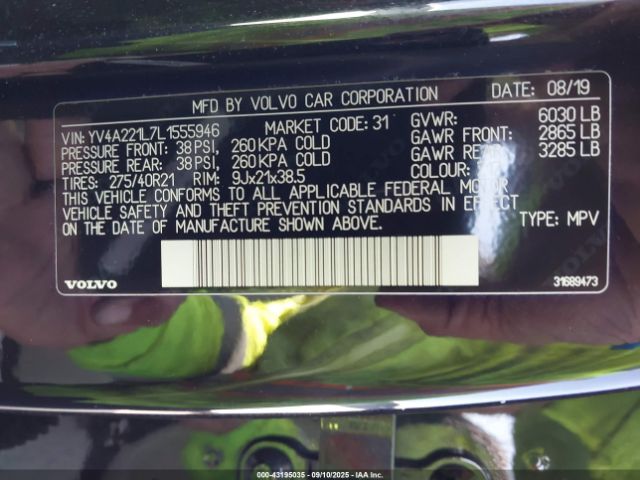 MFD BY VOLVO CAR CORPORATION DATE: 08/19
VIN: YV4A221L7L1555946 MARKET CODE: 31 GVWR: 6030 LB
PRESSURE FRONT: 38 PSI, 260 KPA COLD GAWR FRONT: 2865 LB
PRESSURE REAR: 38 PSI, 260 KPA COLD GAWR REAR: 3285 LB
TIRES: 275/40R21 RIM: 9Jx21x38.5 COLOUR:
THIS VEHICLE CONFORMS TO ALL APPLICABLE FEDERAL MOTOR
VEHICLE SAFETY AND THEFT PREVENTION STANDARDS IN EFFECT
ON THE DATE OF MANUFACTURE SHOWN ABOVE. TYPE: MPV
VOLVO 31689473
000-43195035 - 09/10/2025 - IAA Inc.